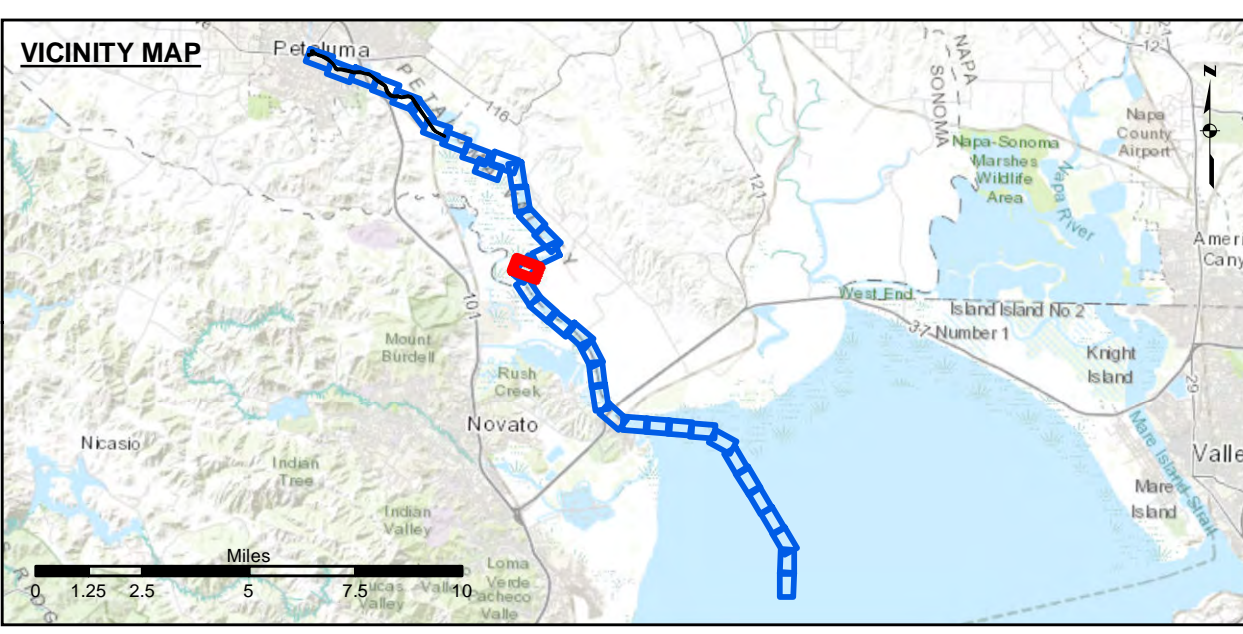 VICINITY MAP
Petaluma
116
12
NAPA
SONOMA
Napa
County
Airport
Napa-Sonoma
Marshes
Wildlife
Area
Napa River
121
Ameri
Cany
West End
Island Island No 2
Number 1
37
Knight
Island
29
101
Mount
Burdell
Rush
Creek
Novato
Nicasio
Indian
Tree
Indian
Valley
Mare Island Strait
Valle
Mare
Island
Loma
Verde
Pacheco
Valle
ucas Valle
Valley
Miles
0 1.25 2.5 5 7.5 10